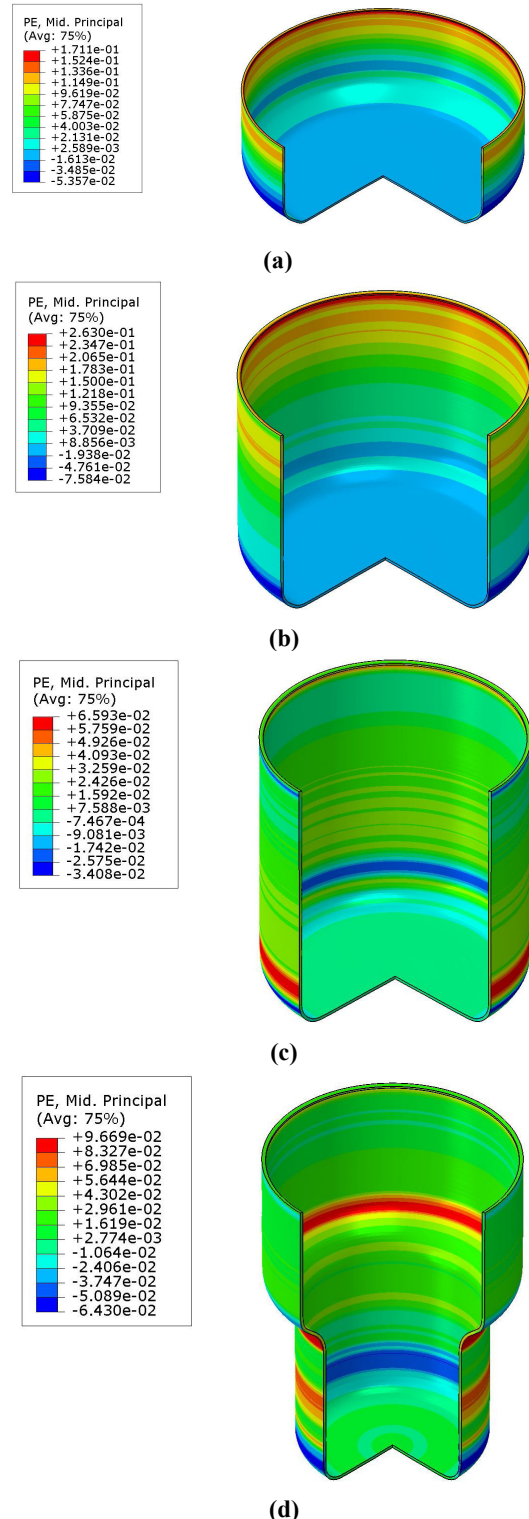 PE, Mid. Principal
(Avg: 75%)
+1.711e-01
+1.524e-01
+1.336e-01
+1.149e-01
+9.619e-02
+7.747e-02
+5.875e-02
+4.003e-02
+2.131e-02
+2.589e-03
-1.613e-02
-3.485e-02
-5.357e-02
(a)
PE, Mid. Principal
(Avg: 75%)
+2.630e-01
+2.347e-01
+2.065e-01
+1.783e-01
+1.500e-01
+1.218e-01
+9.355e-02
+6.532e-02
+3.709e-02
+8.856e-03
-1.938e-02
-4.761e-02
-7.584e-02
(b)
PE, Mid. Principal
(Avg: 75%)
+6.593e-02
+5.759e-02
+4.926e-02
+4.093e-02
+3.259e-02
+2.426e-02
+1.592e-02
+7.588e-03
-7.467e-04
-9.081e-03
-1.742e-02
-2.575e-02
-3.408e-02
(c)
PE, Mid. Principal
(Avg: 75%)
+9.669e-02
+8.327e-02
+6.985e-02
+5.644e-02
+4.302e-02
+2.961e-02
+1.619e-02
+2.774e-03
-1.064e-02
-2.406e-02
-3.747e-02
-5.089e-02
-6.430e-02
(d)